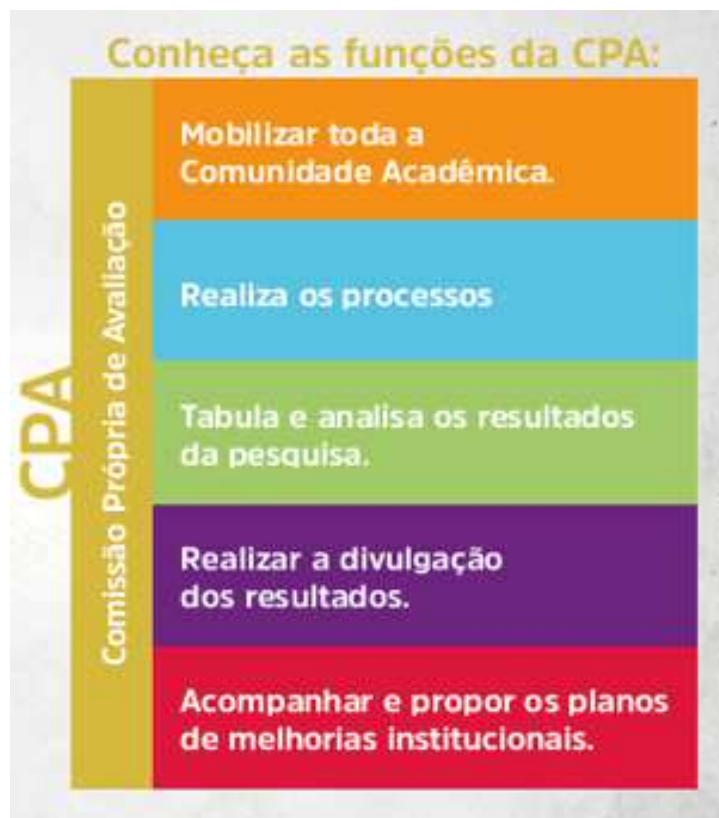 Conheça as funções da CPA:
CPA
Comissão Própria de Avaliação
Mobilizar toda a
Comunidade Acadêmica.
Realiza os processos
Tabula e analisa os resultados
da pesquisa.
Realizar a divulgação
dos resultados.
Acompanhar e propor os planos
de melhorias institucionais.